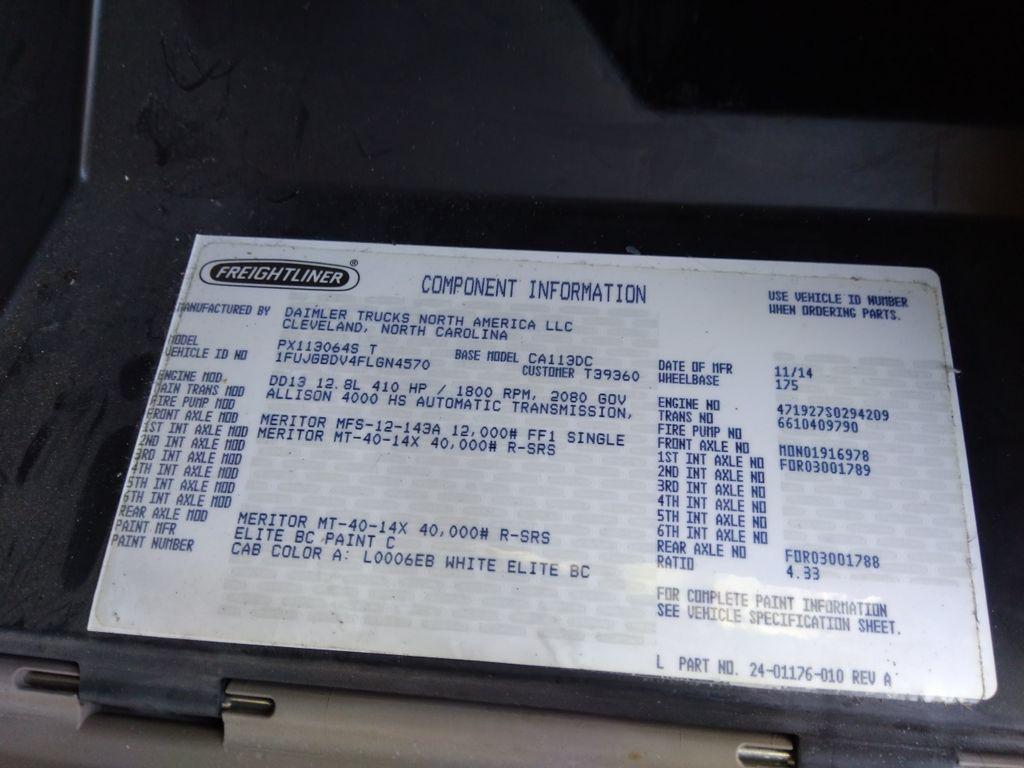 FREIGHTLINER®
COMPONENT INFORMATION
USE VEHICLE ID NUMBER
WHEN ORDERING PARTS.
MANUFACTURED BY DAIMLER TRUCKS NORTH AMERICA LLC
CLEVELAND, NORTH CAROLINA
MODEL PX113064S T BASE MODEL CA113DC
VEHICLE ID NO 1FUJGBDV4FLGN4570 CUSTOMER T39360
DATE OF MFR 11/14
WHEELBASE 175
ENGINE MOD DD13 12.8L 410 HP / 1800 RPM, 2080 GOV
MAIN TRANS MOD ALLISON 4000 HS AUTOMATIC TRANSMISSION,
FIRE PUMP MOD
FRONT AXLE MOD MERITOR MFS-12-143A 12,000# FF1 SINGLE
1ST INT AXLE MOD MERITOR MT-40-14X 40,000# R-SRS
2ND INT AXLE MOD
3RD INT AXLE MOD
4TH INT AXLE MOD
5TH INT AXLE MOD
6TH INT AXLE MOD
REAR AXLE MOD MERITOR MT-40-14X 40,000# R-SRS
PAINT MFR ELITE BC PAINT C
PAINT NUMBER CAB COLOR A: L0006EB WHITE ELITE BC
ENGINE NO 471927S0294209
TRANS NO 6610409790
FIRE PUMP NO
FRONT AXLE NO MON01916978
1ST INT AXLE NO FOR03001789
2ND INT AXLE NO
3RD INT AXLE NO
4TH INT AXLE NO
5TH INT AXLE NO
6TH INT AXLE NO
REAR AXLE NO FOR03001788
RATIO 4.33
FOR COMPLETE PAINT INFORMATION
SEE VEHICLE SPECIFICATION SHEET.
L PART NO. 24-01176-010 REV A